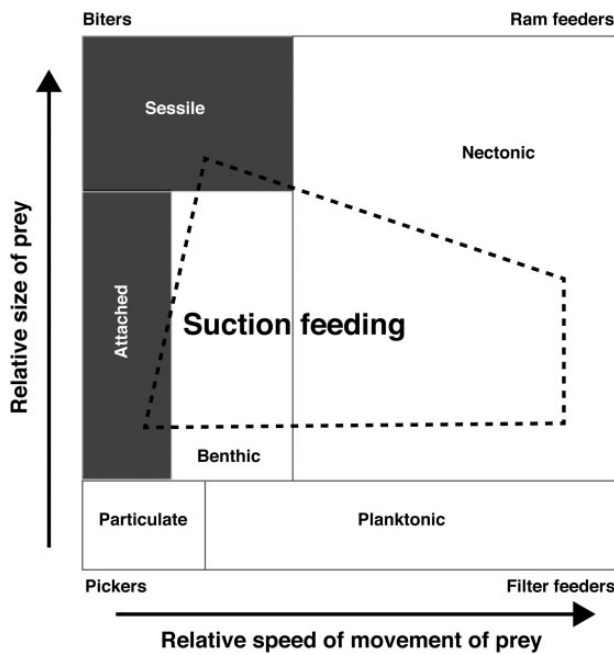 Biters
Ram feeders
Sessile
Nectonic
Relative size of prey
Attached
Suction feeding
Benthic
Particulate
Planktonic
Pickers
Filter feeders
Relative speed of movement of prey